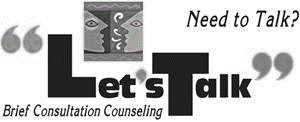 Need to Talk?
"Let's Talk"
Brief Consultation Counseling